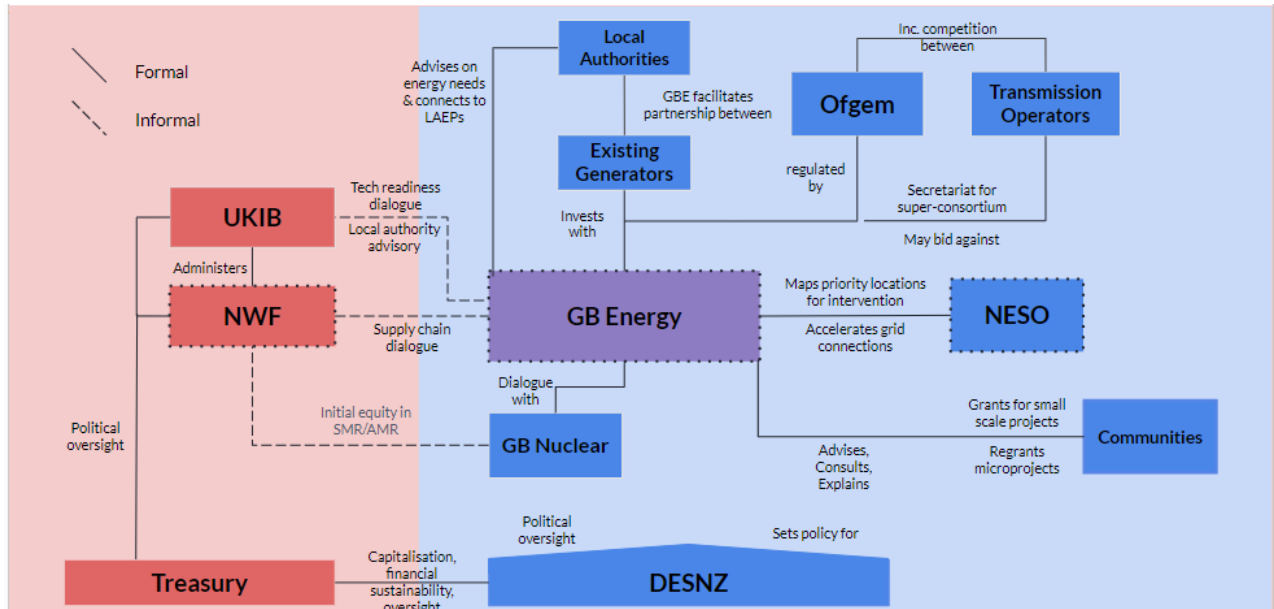 Formal
Informal
Advises on
energy needs
& connects to
LAEPs
Local
Authorities
GBE facilitates
partnership between
Existing
Generators
Inc. competition
between
Ofgem
Transmission
Operators
regulated
by
Secretariat for
super-consortium
May bid against
Invests
with
UKIB
Tech readiness
dialogue
Local authority
advisory
Administers
NWF
Supply chain
dialogue
GB Energy
Maps priority locations
for intervention
Accelerates grid
connections
NESO
Dialogue
with
Initial equity in
SMR/AMR
GB Nuclear
Grants for small
scale projects
Regrants
microprojects
Communities
Advises,
Consults,
Explains
Political
oversight
Treasury
Capitalisation,
financial
sustainability,
oversight
Political
oversight
Sets policy for
DESNZ